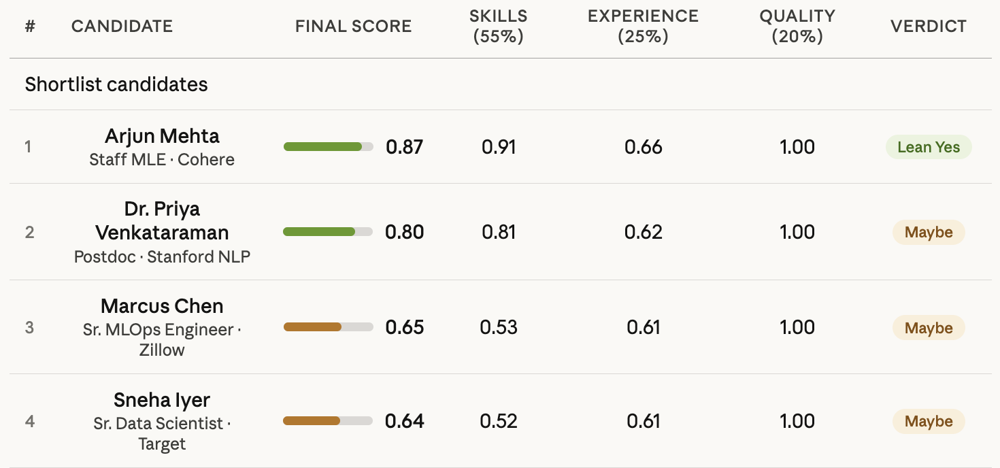 # CANDIDATE FINAL SCORE SKILLS (55%) EXPERIENCE (25%) QUALITY (20%) VERDICT
Shortlist candidates
1 Arjun Mehta 0.87 0.91 0.66 1.00 Lean Yes
Staff MLE · Cohere
2 Dr. Priya
Venkataraman 0.80 0.81 0.62 1.00 Maybe
Postdoc · Stanford NLP
3 Marcus Chen 0.65 0.53 0.61 1.00 Maybe
Sr. MLOps Engineer ·
Zillow
4 Sneha Iyer 0.64 0.52 0.61 1.00 Maybe
Sr. Data Scientist ·
Target